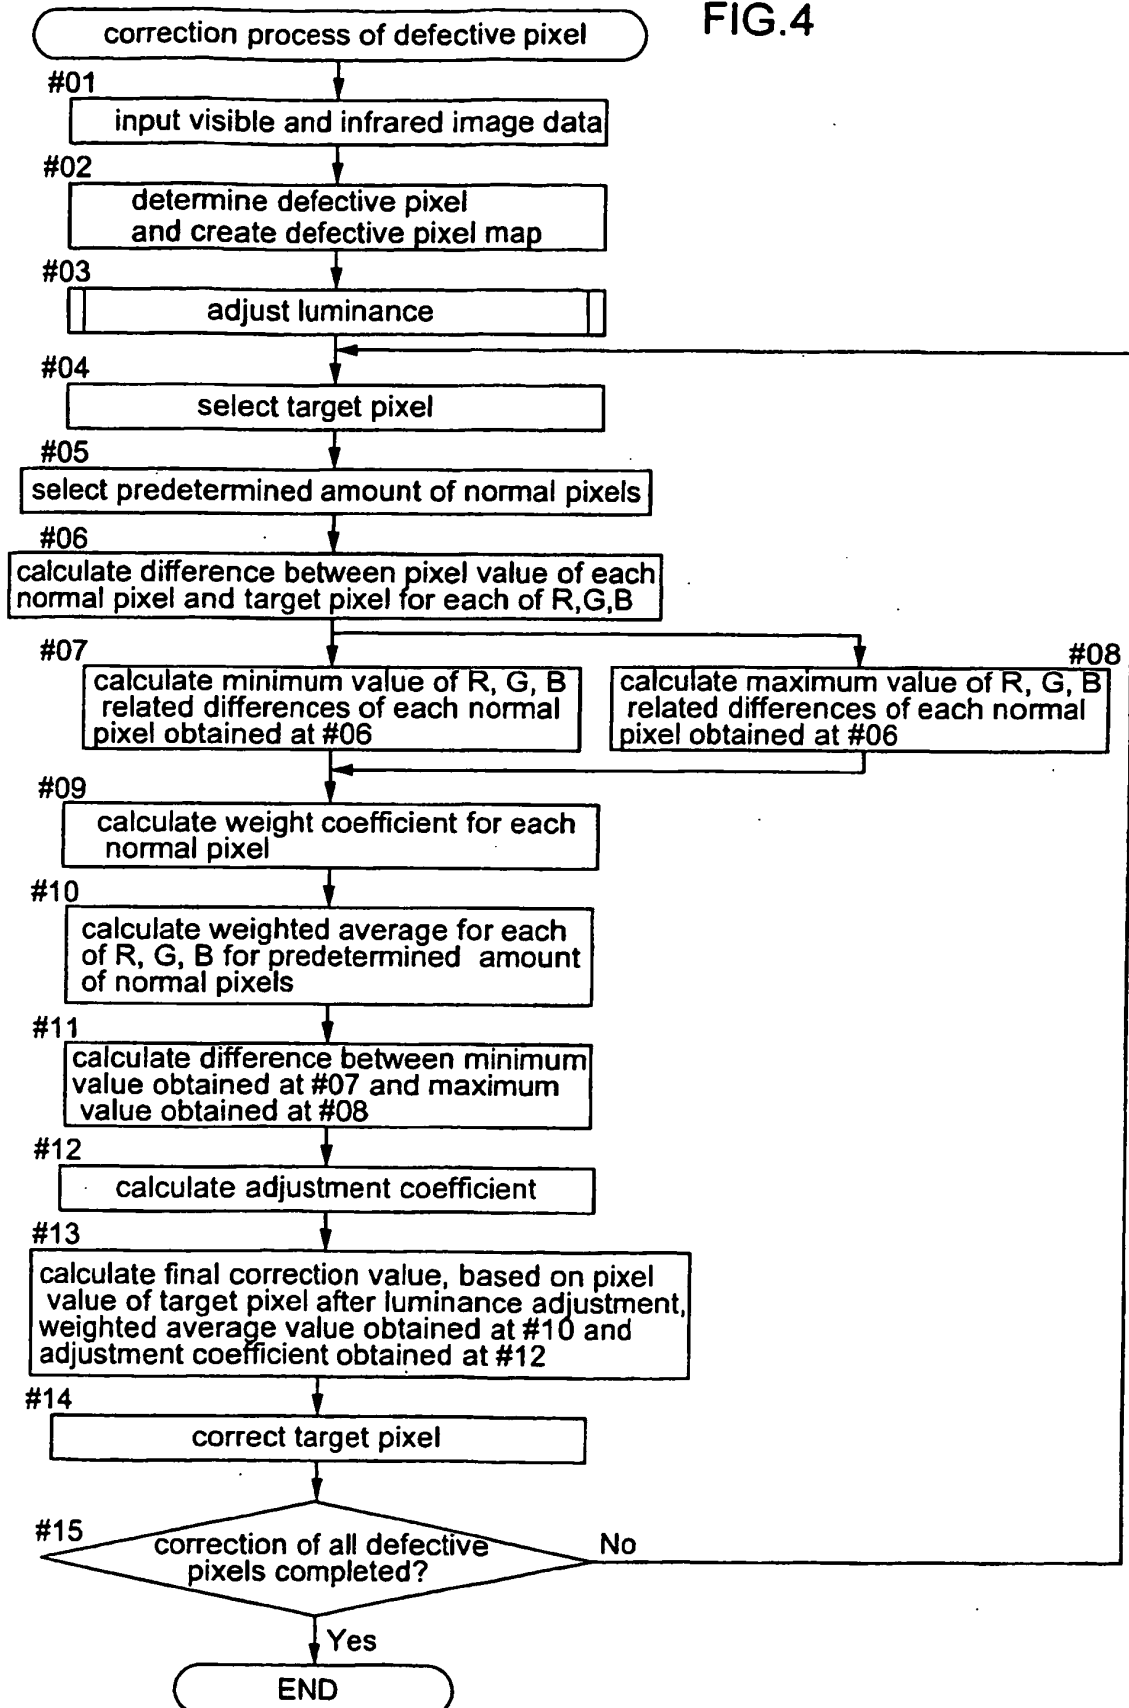 FIG.4
correction process of defective pixel
#01
input visible and infrared image data
#02
determine defective pixel
and create defective pixel map
#03
adjust luminance
#04
select target pixel
#05
select predetermined amount of normal pixels
#06
calculate difference between pixel value of each
normal pixel and target pixel for each of R,G,B
#07
calculate minimum value of R, G, B
related differences of each normal
pixel obtained at #06
#08
calculate maximum value of R, G, B
related differences of each normal
pixel obtained at #06
#09
calculate weight coefficient for each
normal pixel
#10
calculate weighted average for each
of R, G, B for predetermined amount
of normal pixels
#11
calculate difference between minimum
value obtained at #07 and maximum
value obtained at #08
#12
calculate adjustment coefficient
#13
calculate final correction value, based on pixel
value of target pixel after luminance adjustment,
weighted average value obtained at #10 and
adjustment coefficient obtained at #12
#14
correct target pixel
#15
correction of all defective
pixels completed?
No
Yes
END